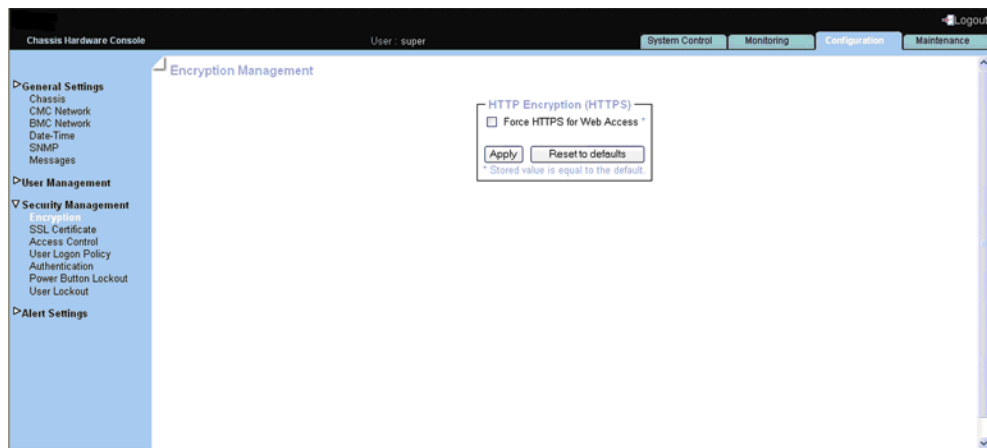 Logout
Chassis Hardware Console
User : super
System Control
Monitoring
Configuration
Maintenance
General Settings
Chassis
CMC Network
BMC Network
Date-Time
SNMP
Messages
User Management
Security Management
Encryption
SSL Certificate
Access Control
User Logon Policy
Authentication
Power Button Lockout
User Lockout
Alert Settings
Encryption Management
HTTP Encryption (HTTPS)
Force HTTPS for Web Access *
Apply
Reset to defaults
* Stored value is equal to the default.